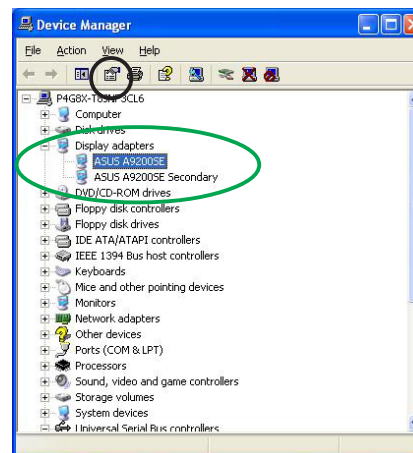 Device Manager
File Action View Help
Computer
Disk drives
Display adapters
ASUS A9200SE
ASUS A9200SE Secondary
DVD/CD-ROM drives
Floppy disk controllers
Floppy disk drives
IDE ATA/ATAPI controllers
IEEE 1394 Bus host controllers
Keyboards
Mice and other pointing devices
Monitors
Network adapters
Other devices
Ports (COM & LPT)
Processors
Sound, video and game controllers
Storage volumes
System devices
Universal Serial Bus controllers